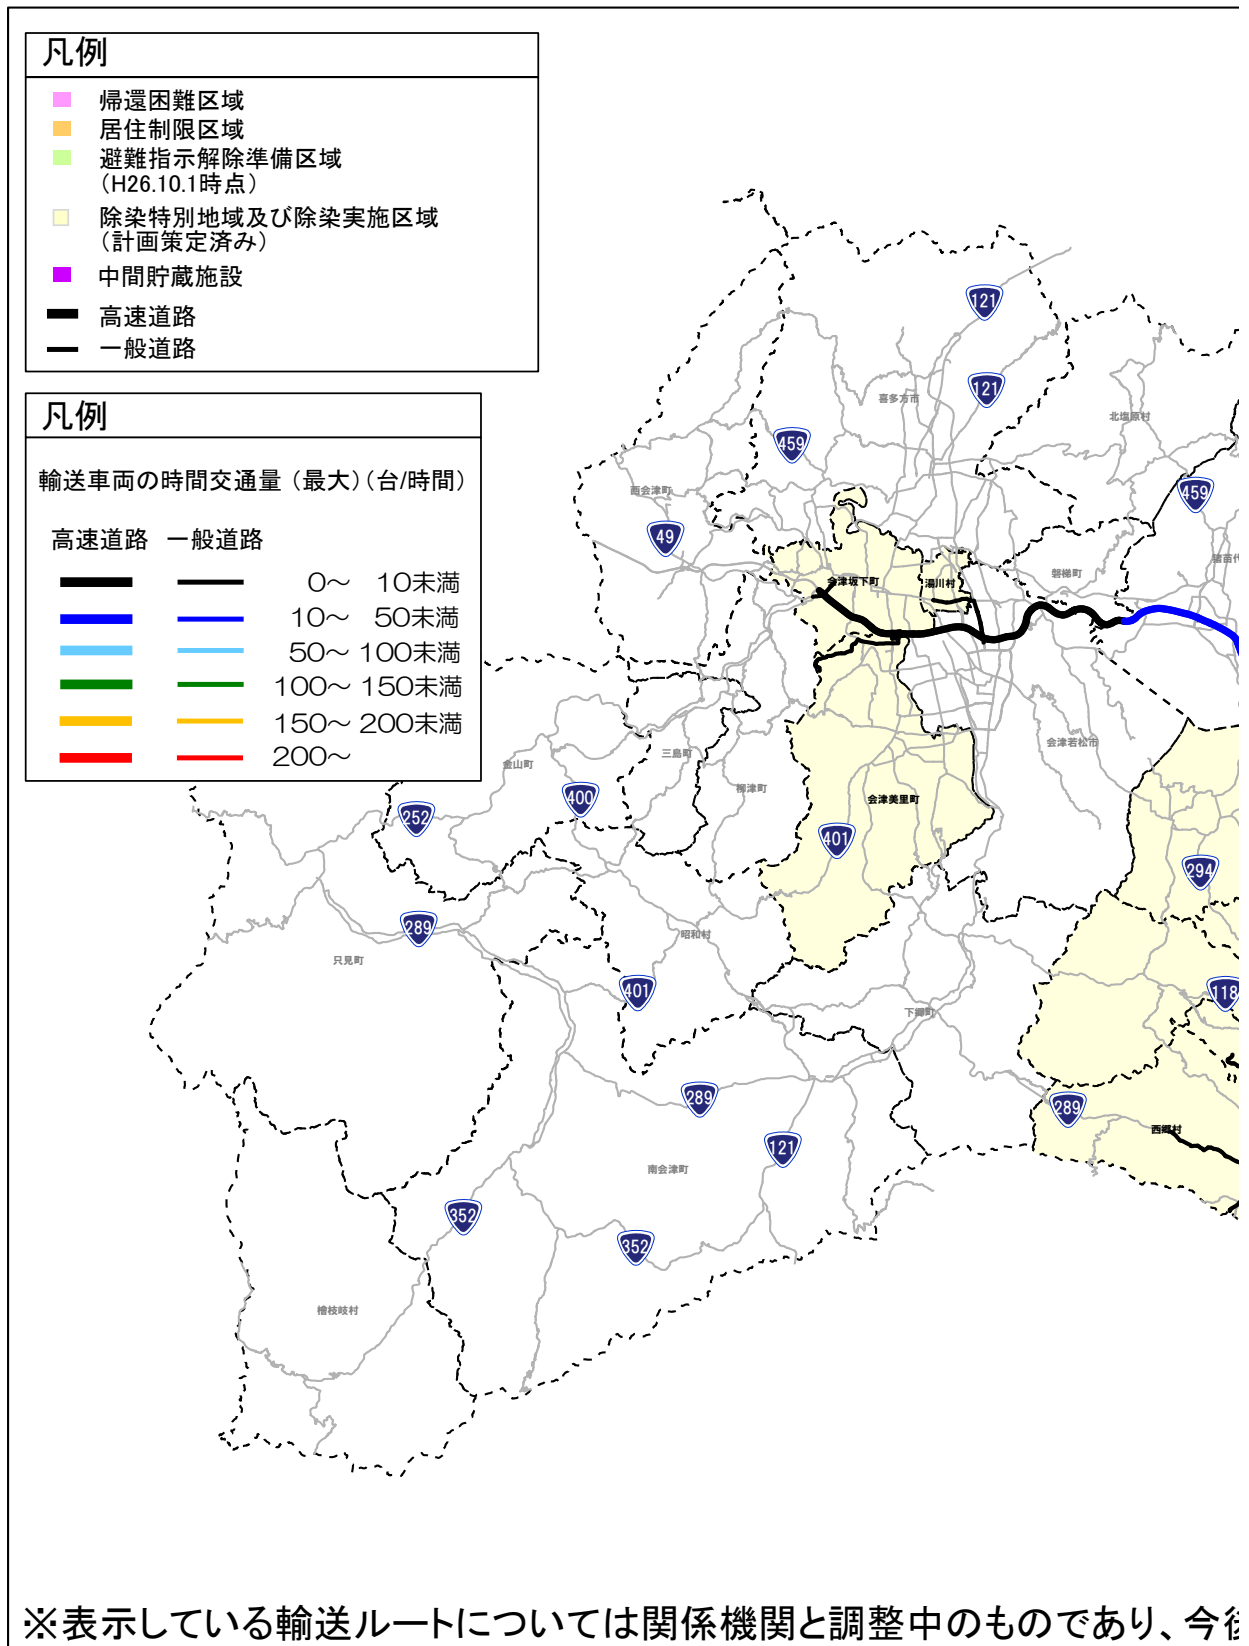 凡例
帰還困難区域
居住制限区域
避難指示解除準備区域
（H26.10.1時点）
除染特別地域及び除染実施区域
（計画策定済み）
中間貯蔵施設
高速道路
一般道路
凡例
輸送車両の時間交通量（最大）（台/時間）
高速道路 一般道路
0～ 10未満
10～ 50未満
50～ 100未満
100～ 150未満
150～ 200未満
200～
121
121
喜多方市
北塩原村
459
459
西会津町
49
猪苗代
磐梯町
会津坂下町
湯川村
会津若松市
三島町
金山町
柳津町
400
会津美里町
252
401
294
289
昭和村
只見町
401
118
下郷町
289
289
西郷村
121
南会津町
352
352
檜枝岐村
※表示している輸送ルートについては関係機関と調整中のものであり、今後